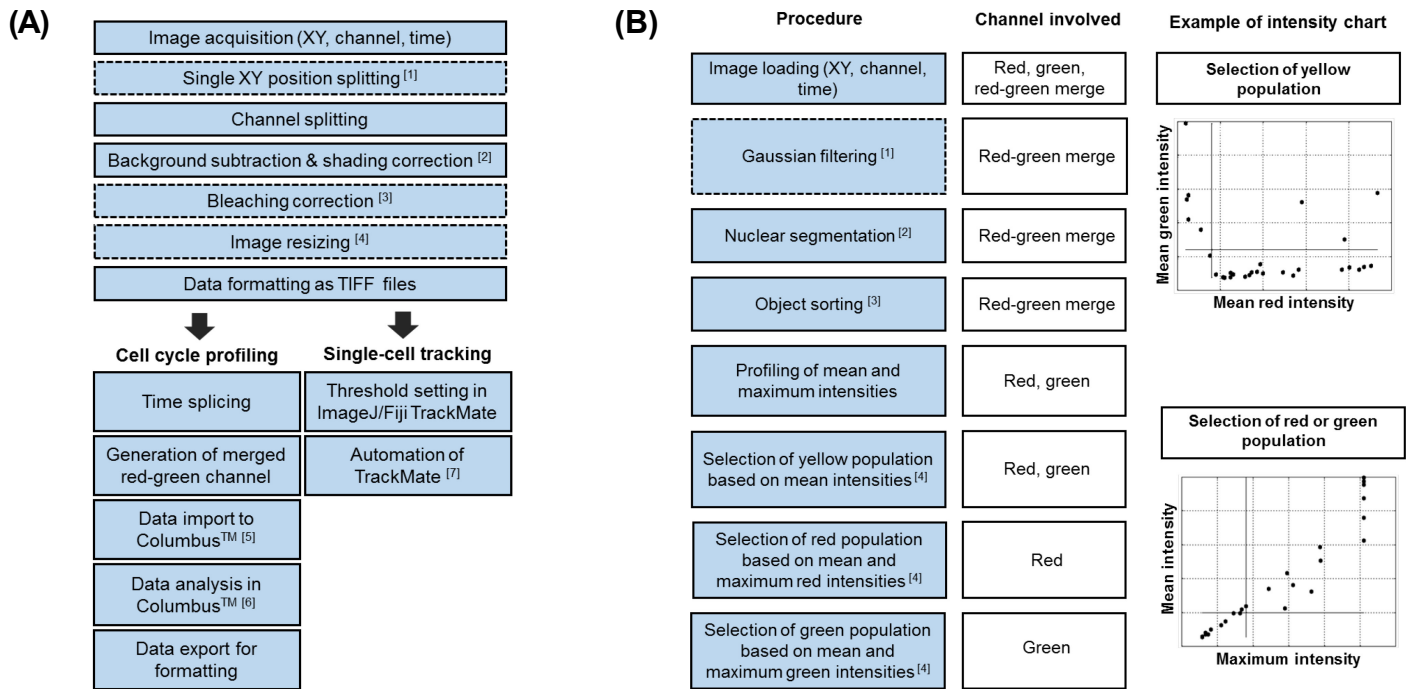 (A)
Image acquisition (XY, channel, time)
Single XY position splitting [1]
Channel splitting
Background subtraction & shading correction [2]
Bleaching correction [3]
Image resizing [4]
Data formatting as TIFF files
Cell cycle profiling
Time splicing
Generation of merged
red-green channel
Data import to
Columbus™ [5]
Data analysis in
Columbus™ [6]
Data export for
formatting
Single-cell tracking
Threshold setting in
ImageJ/Fiji TrackMate
Automation of
TrackMate [7]
(B)
Procedure
Channel involved
Example of intensity chart
Image loading (XY, channel,
time)
Red, green,
red-green merge
Gaussian filtering [1]
Red-green merge
Nuclear segmentation [2]
Red-green merge
Object sorting [3]
Red-green merge
Profiling of mean and
maximum intensities
Red, green
Selection of yellow population
based on mean intensities [4]
Red, green
Selection of red population
based on mean and
maximum red intensities [4]
Red
Selection of green population
based on mean and
maximum green intensities [4]
Green
Selection of yellow
population
Mean green intensity
Mean red intensity
Selection of red or green
population
Mean intensity
Maximum intensity